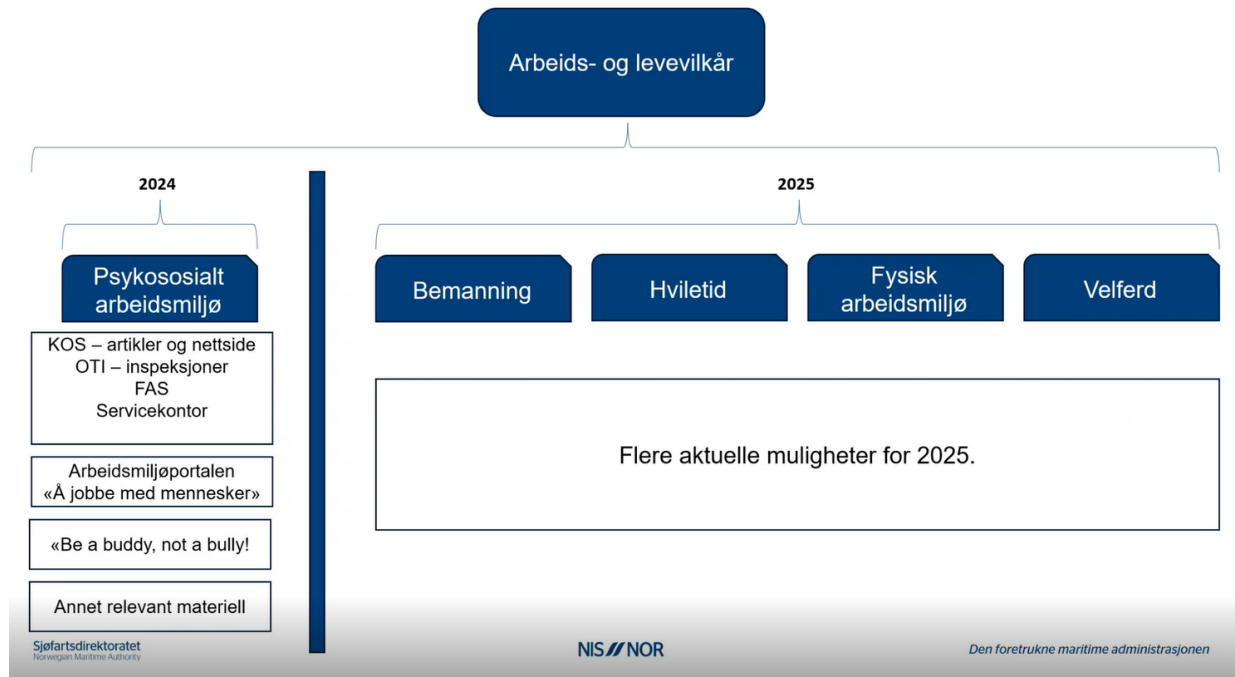 Arbeids- og levevilkår
2024
2025
Psykososialt
arbeidsmiljø
Bemanning
Hviletid
Fysisk
arbeidsmiljø
Velferd
KOS – artikler og nettside
OTI – inspeksjoner
FAS
Servicekontor
Arbeidsmiljøportalen
«Å jobbe med mennesker»
«Be a buddy, not a bully!
Annet relevant materiell
Flere aktuelle muligheter for 2025.
Sjøfartsdirektoratet
Norwegian Maritime Authority
NIS NOR
Den foretrukne maritime administrasjonen